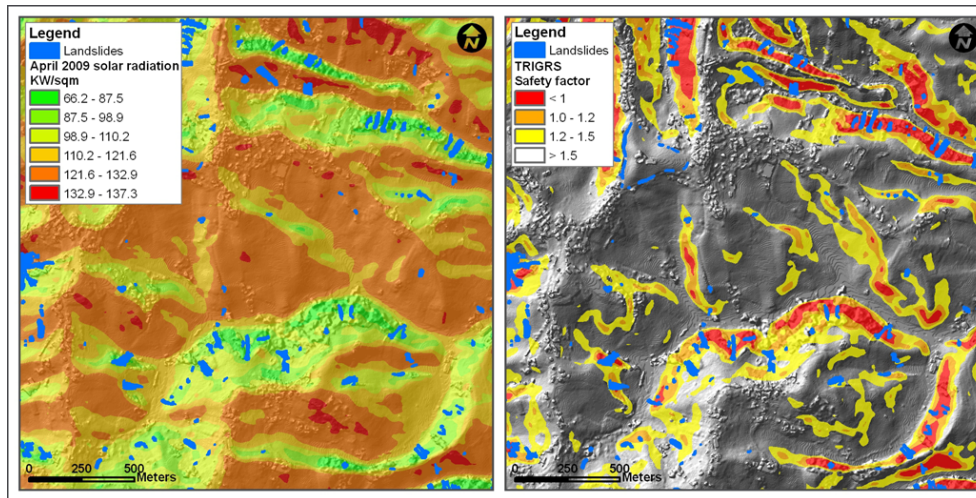 Legend
Landslides
April 2009 solar radiation
KW/sqm
66.2 - 87.5
87.5 - 98.9
98.9 - 110.2
110.2 - 121.6
121.6 - 132.9
132.9 - 137.3
N
0 250 500
Meters
Legend
Landslides
TRIGRS
Safety factor
< 1
1.0 - 1.2
1.2 - 1.5
> 1.5
N
0 250 500
Meters